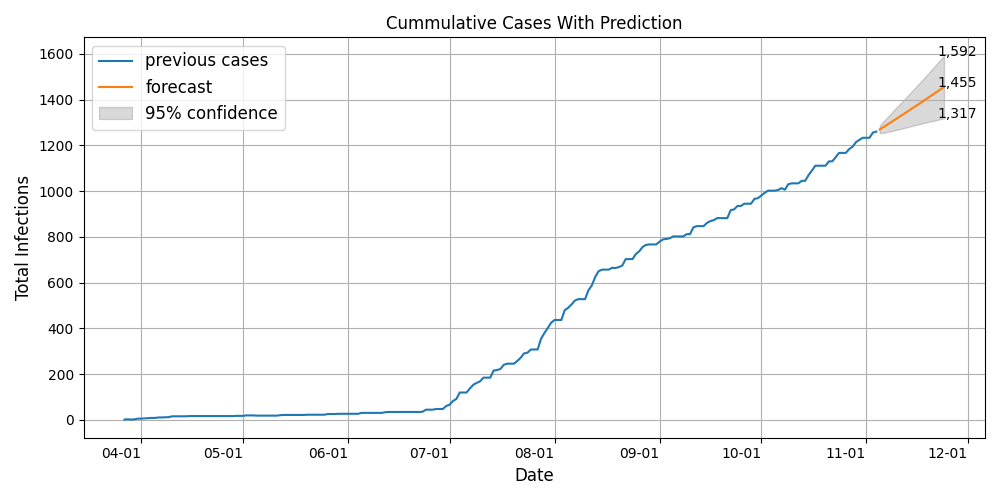 Cummulative Cases With Prediction
previous cases
forecast
95% confidence
1,592
1,455
1,317
Total Infections
1600
1400
1200
1000
800
600
400
200
0
04-01 05-01 06-01 07-01 08-01 09-01 10-01 11-01 12-01
Date